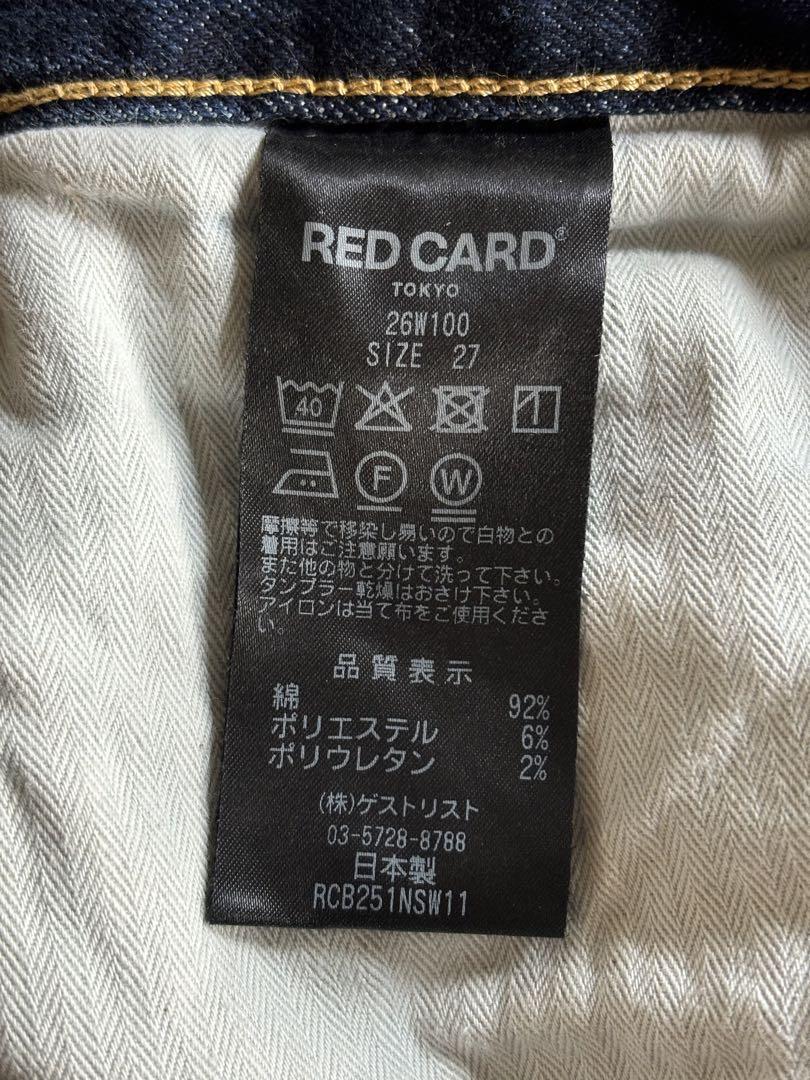 RED CARD®
TOKYO
26W100
SIZE 27
40
1
F
W
摩擦等で移染し易いので白物との
着用はご注意願います。
また他の物と分けて洗って下さい。
タンブラー乾燥はおさけ下さい。
アイロンは当て布をご使用くださ
い。
品質表示
綿 92%
ポリエステル 6%
ポリウレタン 2%
(株)ゲストリスト
03-5728-8788
日本製
RCB251NSW11